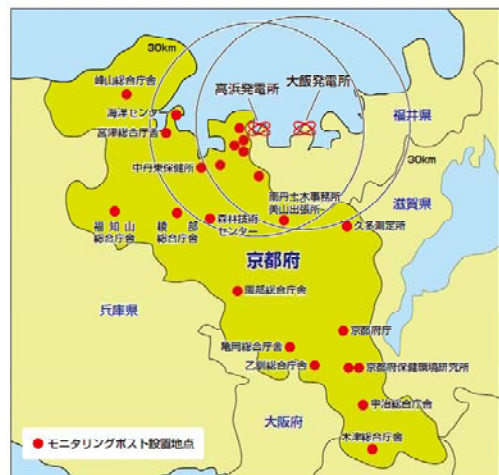 30km
高浜発電所
大飯発電所
峰山総合庁舎
海洋センター
宮津総合庁舎
福井県
30km
中丹東保健所
滋賀県
南丹土木事務所
美山出張所
福知山
総合庁舎
綾部
総合庁舎
森林技術
センター
久多測定所
京都府
園部総合庁舎
兵庫県
京都府庁
亀岡総合庁舎
乙訓総合庁舎
京都府保健環境研究所
宇治総合庁舎
大阪府
木津総合庁舎
モニタリングポスト設置地点